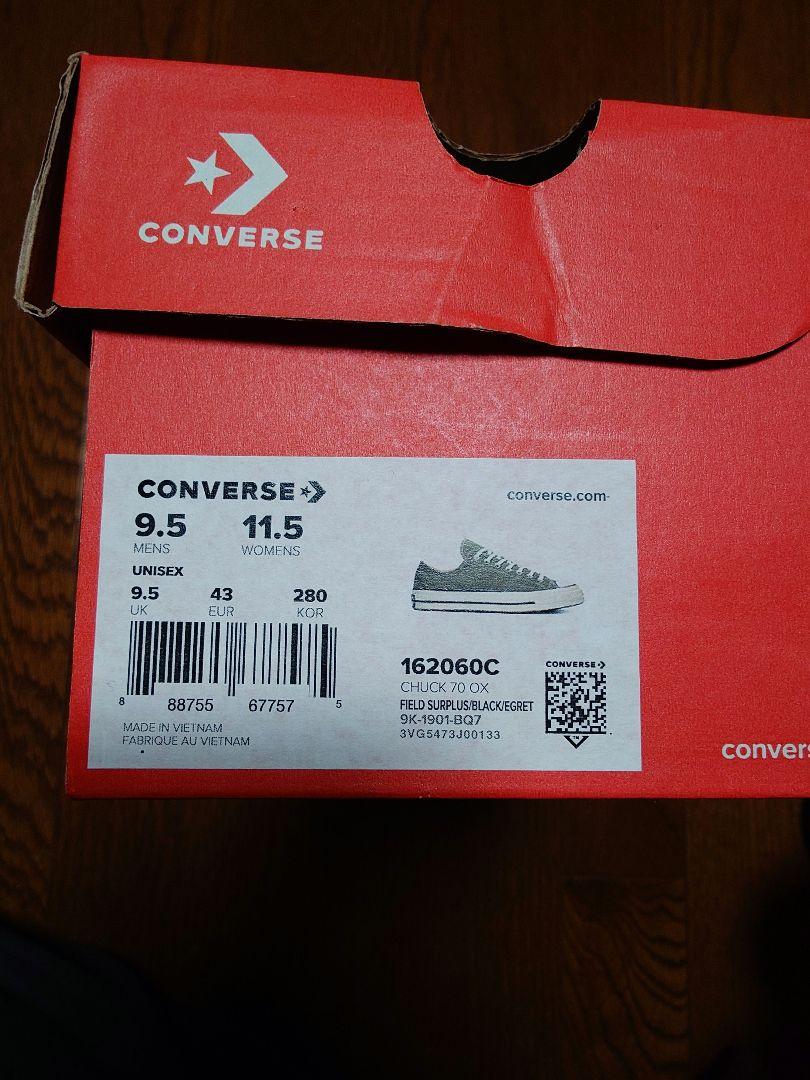 CONVERSE
CONVERSE
converse.com
9.5 11.5
MENS WOMENS
UNISEX
9.5 43 280
UK EUR KOR
8 88755 67757 5
MADE IN VIETNAM
FABRIQUE AU VIETNAM
162060C
CHUCK 70 OX
FIELD SURPLUS/BLACK/EGRET
9K-1901-BQ7
3VG5473J00133
CONVERSE
convers